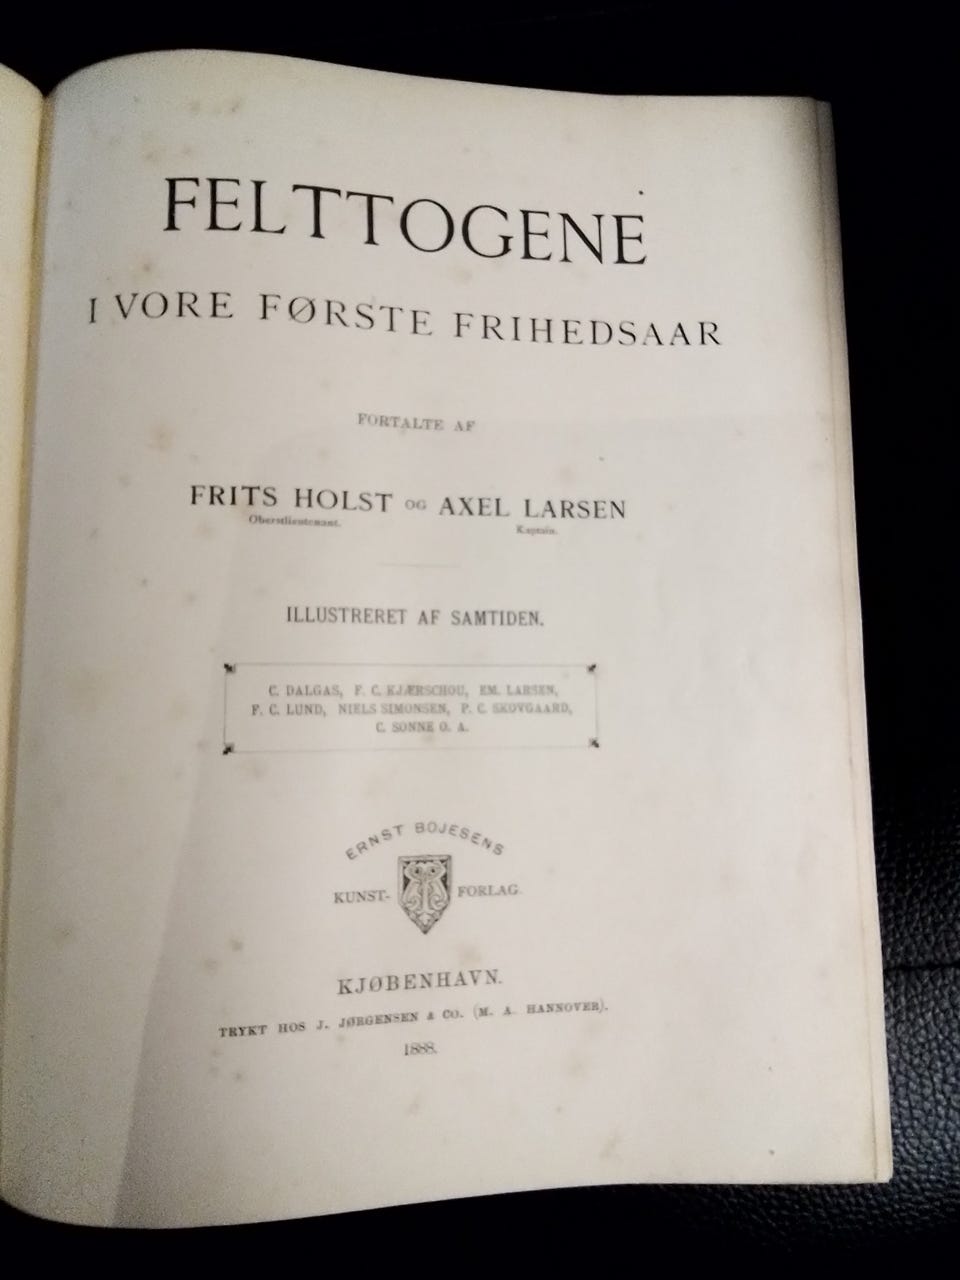 FELTTOGENE
I VORE FØRSTE FRIHEDSAAR
FORTALTE AF
FRITS HOLST OG AXEL LARSEN
Oberstlieutenant. Kaptain.
ILLUSTRERET AF SAMTIDEN.
C. DALGAS, F. C. KJÆRSCHOU, EM. LARSEN,
F. C. LUND, NIELS SIMONSEN, P. C. SKOVGAARD,
C. SONNE O. A.
ERNST BOJESENS
KUNST- FORLAG.
KJØBENHAVN.
TRYKT HOS J. JØRGENSEN & CO. (M. A. HANNOVER).
1888.